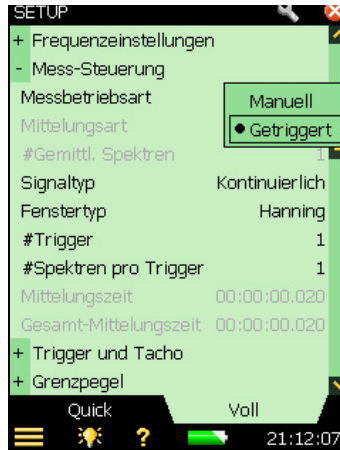 SETUP
+ Frequenzeinstellungen
- Mess-Steuerung
Messbetriebsart
Manuell
Mittelungsart
Getriggert
#Gemittl. Spektren 1
Signaltyp Kontinuierlich
Fenstertyp Hanning
#Trigger 1
#Spektren pro Trigger 1
Mittelungszeit 00:00:00.020
Gesamt-Mittelungszeit 00:00:00.020
+ Trigger und Tacho
+ Grenzpegel
Quick Voll
? 21:12:07